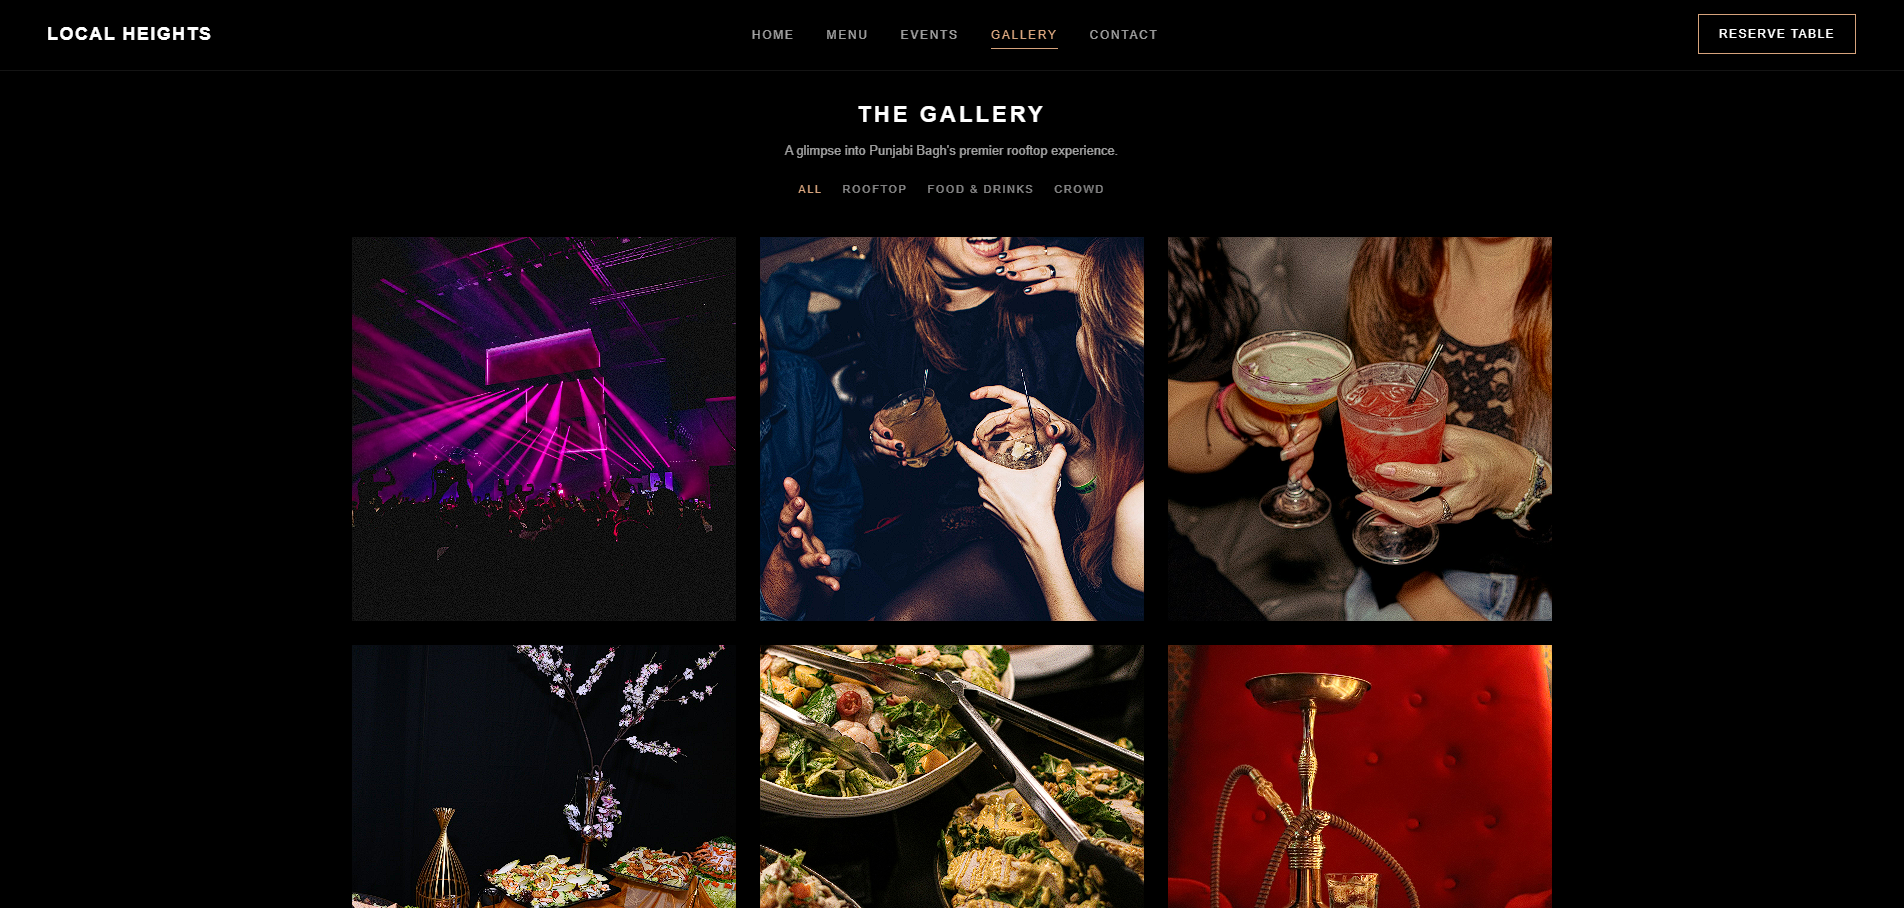 LOCAL HEIGHTS
HOME MENU EVENTS GALLERY CONTACT
RESERVE TABLE
THE GALLERY
A glimpse into Punjabi Bagh's premier rooftop experience.
ALL ROOFTOP FOOD & DRINKS CROWD